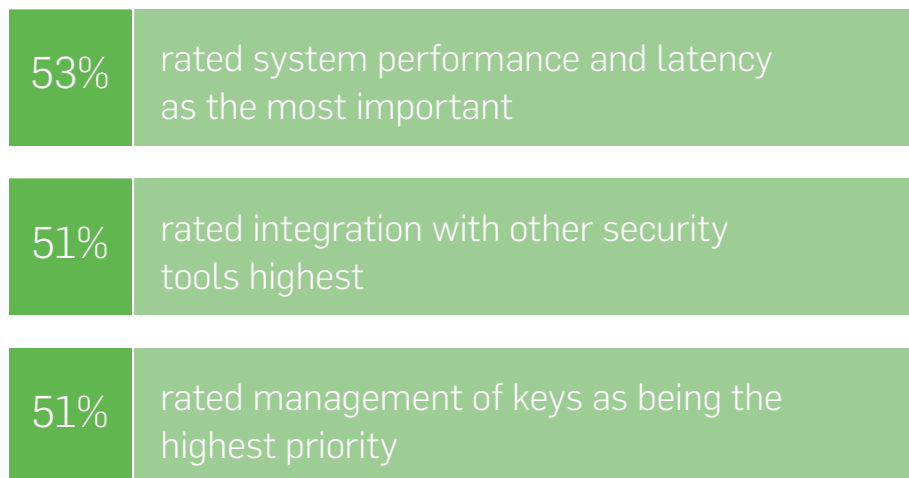 53%
rated system performance and latency
as the most important
51%
rated integration with other security
tools highest
51%
rated management of keys as being the
highest priority